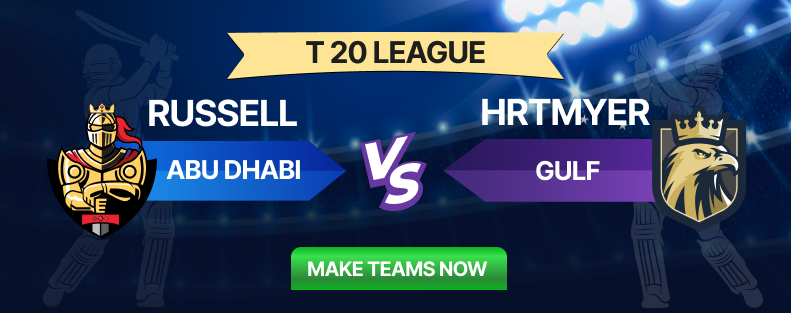 T 20 LEAGUE
RUSSELL
HRTMYER
ABU DHABI
VS
GULF
MAKE TEAMS NOW